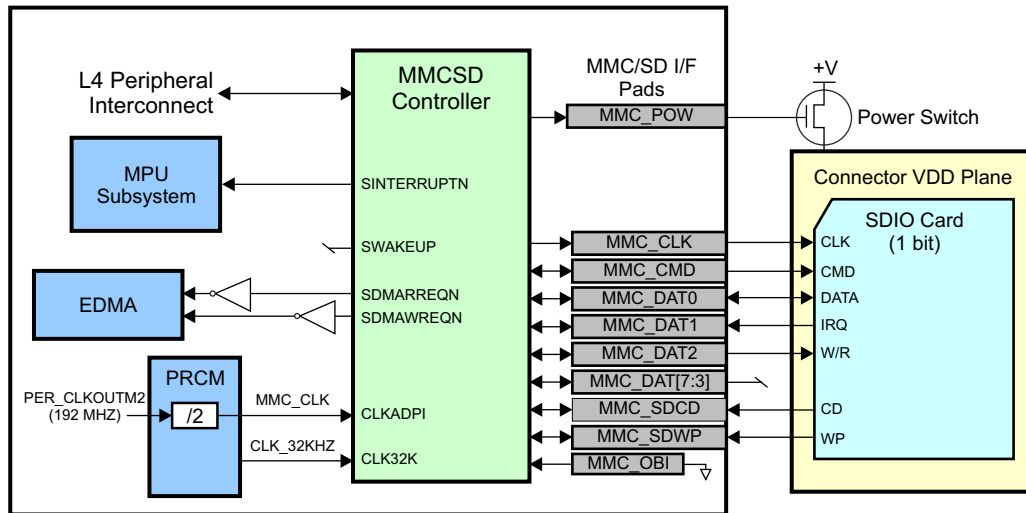 L4 Peripheral
Interconnect
MPU
Subsystem
EDMA
PRCM
PER_CLKOUTM2
(192 MHZ)
/2
MMC_CLK
CLK_32KHZ
MMCSD
Controller
SINTERRUPTN
SWAKEUP
SDMARREQN
SDMAWREQN
CLKADPI
CLK32K
MMC/SD I/F
Pads
MMC_POW
MMC_CLK
MMC_CMD
MMC_DAT0
MMC_DAT1
MMC_DAT2
MMC_DAT[7:3]
MMC_SDCD
MMC_SDWP
MMC_OBI
+V
Power Switch
Connector VDD Plane
SDIO Card
(1 bit)
CLK
CMD
DATA
IRQ
W/R
CD
WP